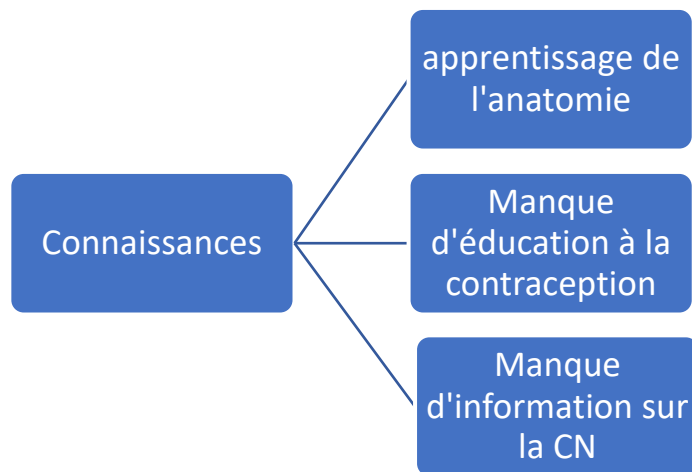 apprentissage de
l'anatomie
Connaissances
Manque
d'éducation à la
contraception
Manque
d'information sur
la CN